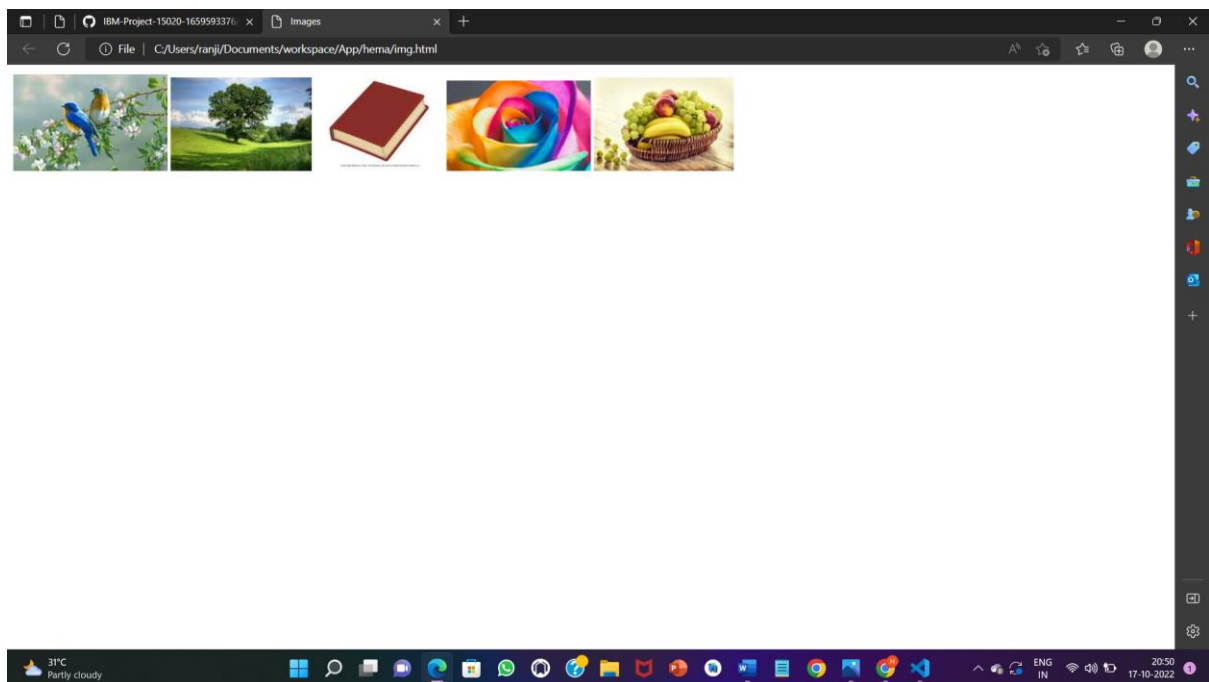 IBM-Project-15020-1659593376/
Images
File
C:/Users/ranji/Documents/workspace/App/hema/img.html
31°C
Partly cloudy
ENG
IN
20:50
17-10-2022
1